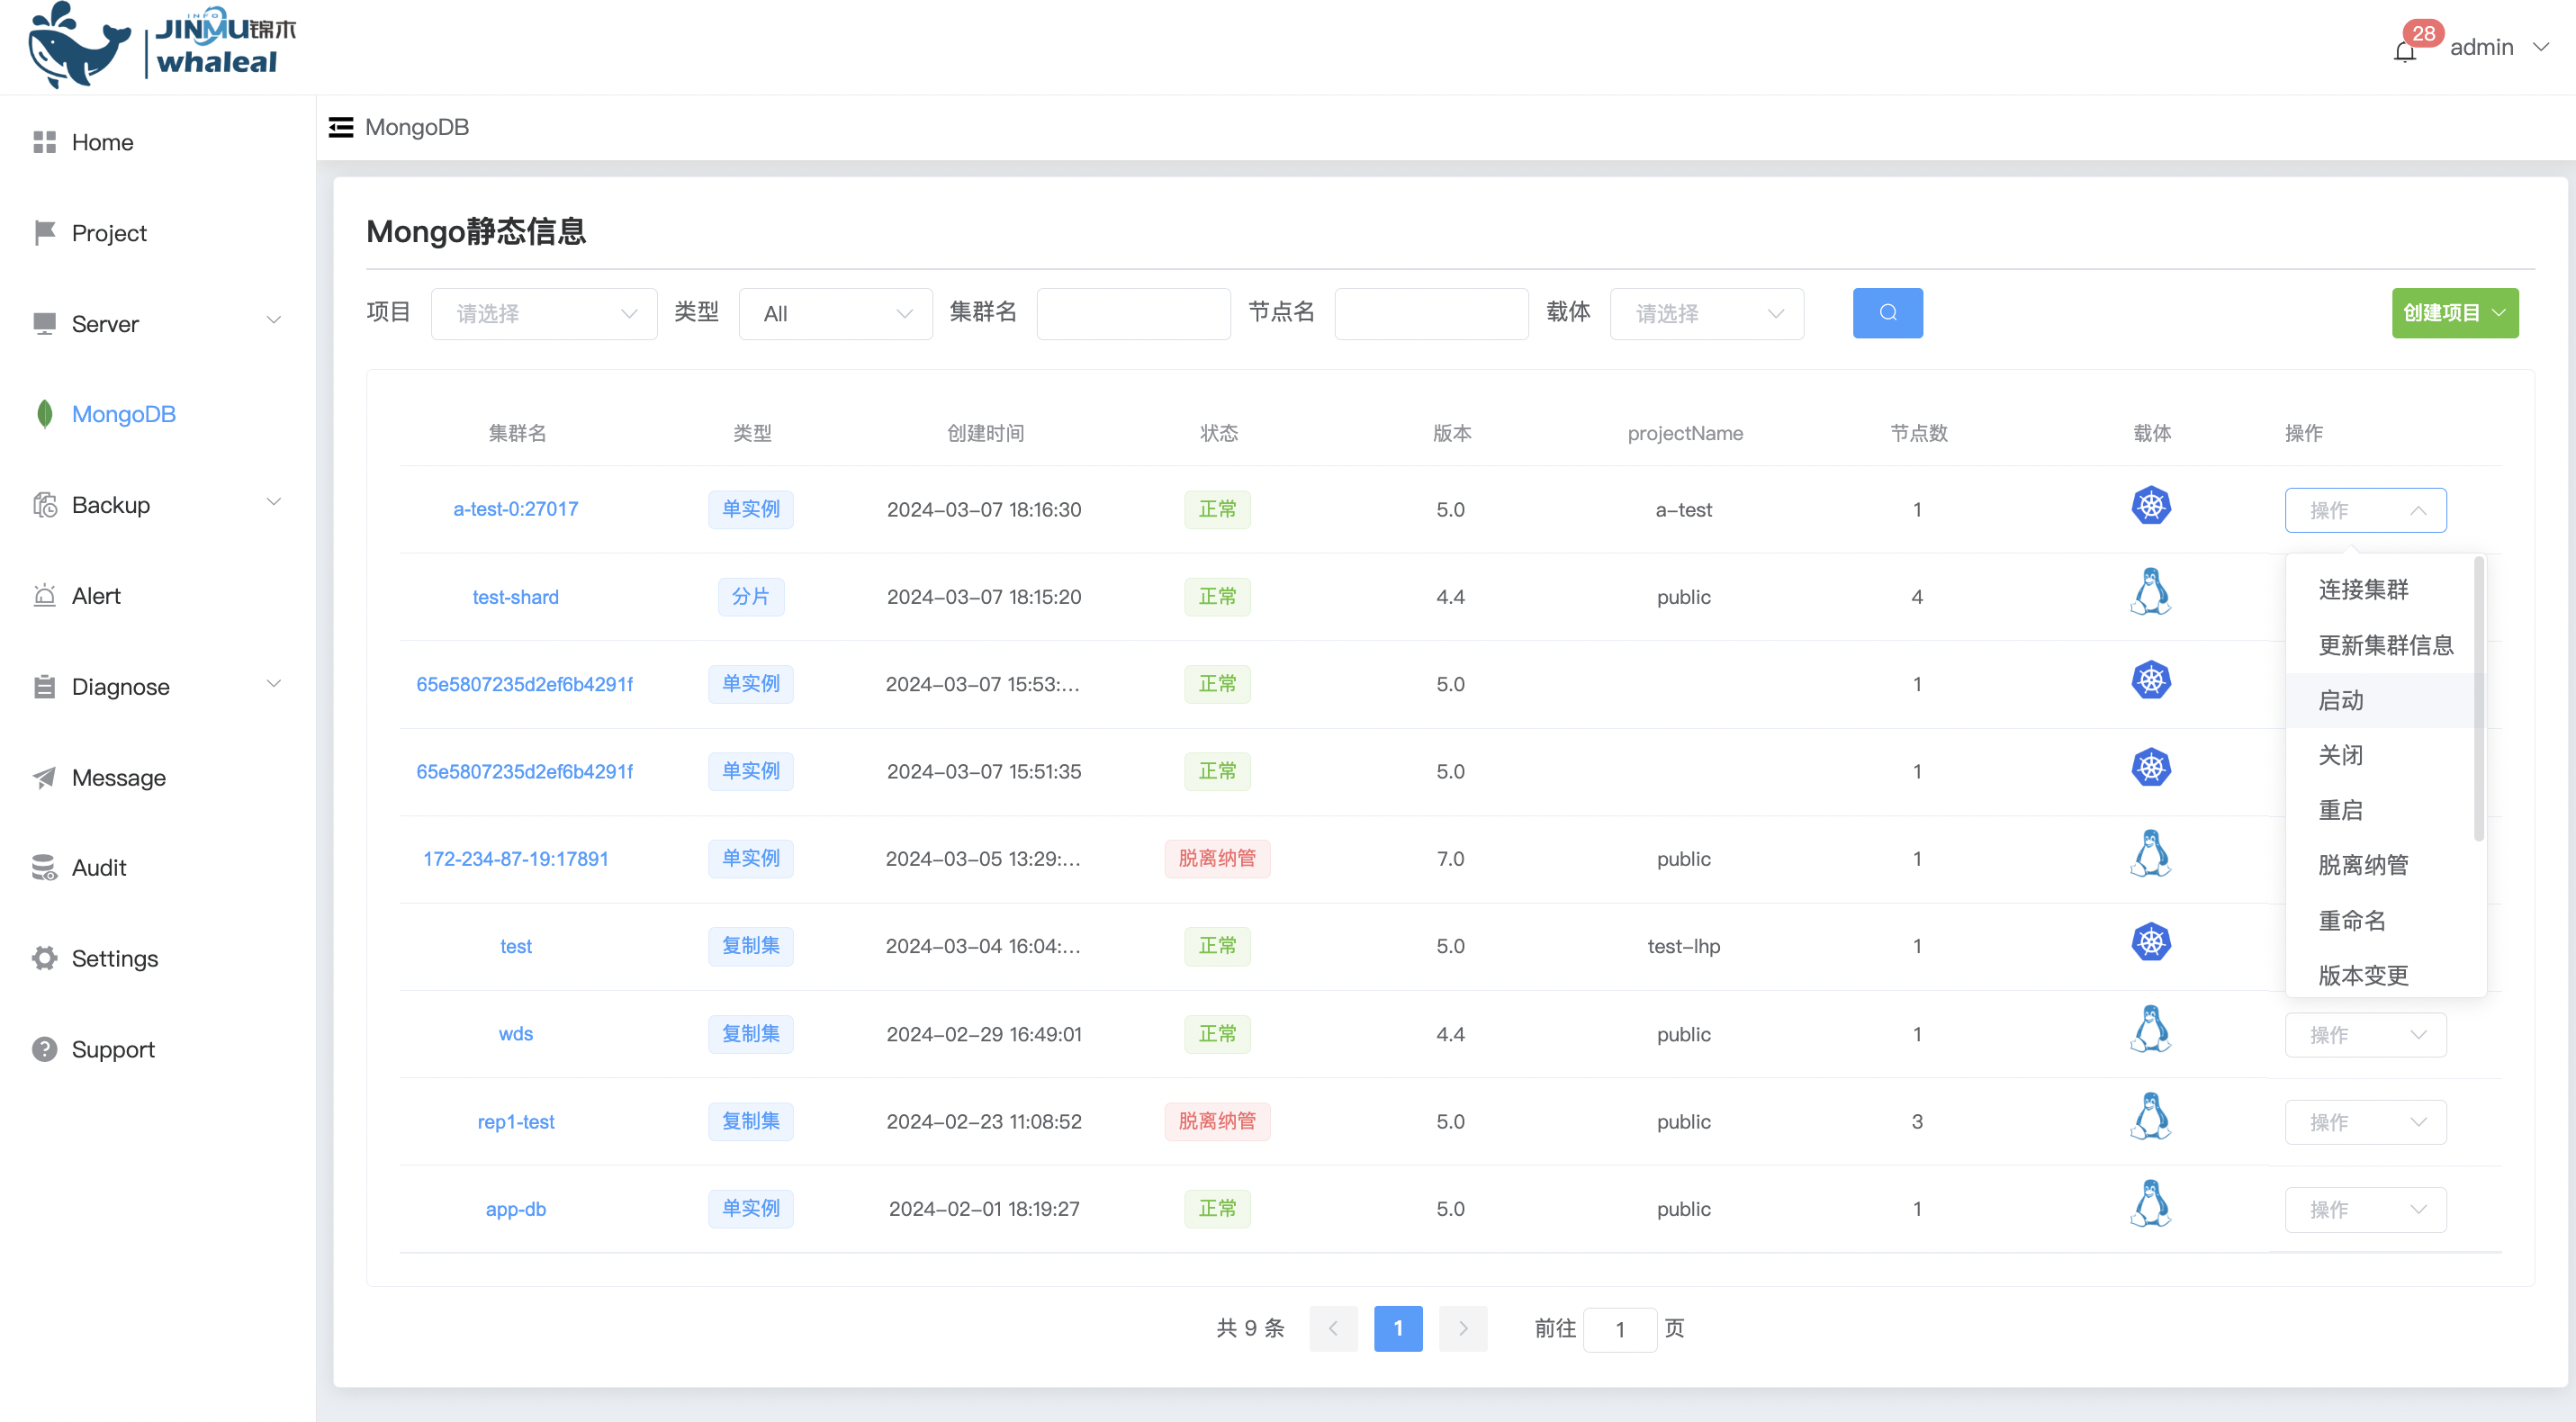 INFO
JINMU锦木
whaleal
28
admin
Home
Project
Server
MongoDB
Backup
Alert
Diagnose
Message
Audit
Settings
Support
MongoDB
Mongo静态信息
项目 请选择 类型 All 集群名 节点名 载体 请选择 创建项目
集群名 类型 创建时间 状态 版本 projectName 节点数 载体 操作
a-test-0:27017 单实例 2024-03-07 18:16:30 正常 5.0 a-test 1 操作
test-shard 分片 2024-03-07 18:15:20 正常 4.4 public 4
65e5807235d2ef6b4291f 单实例 2024-03-07 15:53:... 正常 5.0 1
65e5807235d2ef6b4291f 单实例 2024-03-07 15:51:35 正常 5.0 1
172-234-87-19:17891 单实例 2024-03-05 13:29:... 脱离纳管 7.0 public 1
test 复制集 2024-03-04 16:04:... 正常 5.0 test-lhp 1
wds 复制集 2024-02-29 16:49:01 正常 4.4 public 1 操作
rep1-test 复制集 2024-02-23 11:08:52 脱离纳管 5.0 public 3 操作
app-db 单实例 2024-02-01 18:19:27 正常 5.0 public 1 操作
连接集群
更新集群信息
启动
关闭
重启
脱离纳管
重命名
版本变更
共 9 条 1 前往 1 页